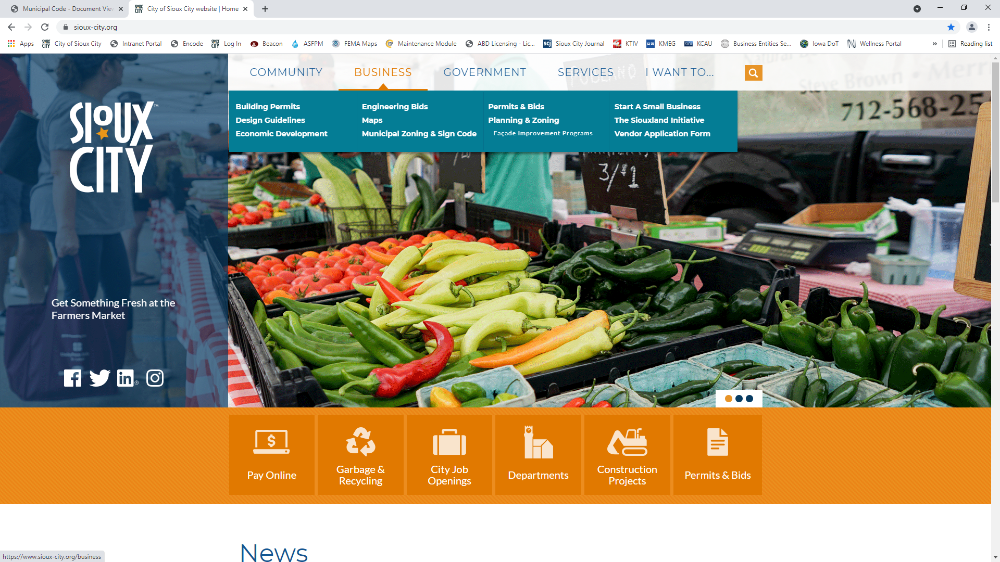 Municipal Code - Document Vie
City of Sioux City website | Home
sioux-city.org
Apps
City of Sioux City
Intranet Portal
Encode
Log In
Beacon
ASFPM
FEMA Maps
Maintenance Module
ABD Licensing - Lic...
Sioux City Journal
KTIV
KMEG
KCAU
Business Entities Se...
Iowa DoT
Wellness Portal
»
Reading list
COMMUNITY
BUSINESS
GOVERNMENT
SERVICES
I WANT TO...
Steve Brown • Merr
712-568-25
Building Permits
Design Guidelines
Economic Development
Engineering Bids
Maps
Municipal Zoning & Sign Code
Permits & Bids
Planning & Zoning
Façade Improvement Programs
Start A Small Business
The Siouxland Initiative
Vendor Application Form
SIOUX™
CITY
3/$1
Get Something Fresh at the
Farmers Market
Pay Online
Garbage &
Recycling
City Job
Openings
Departments
Construction
Projects
Permits & Bids
News
https://www.sioux-city.org/business